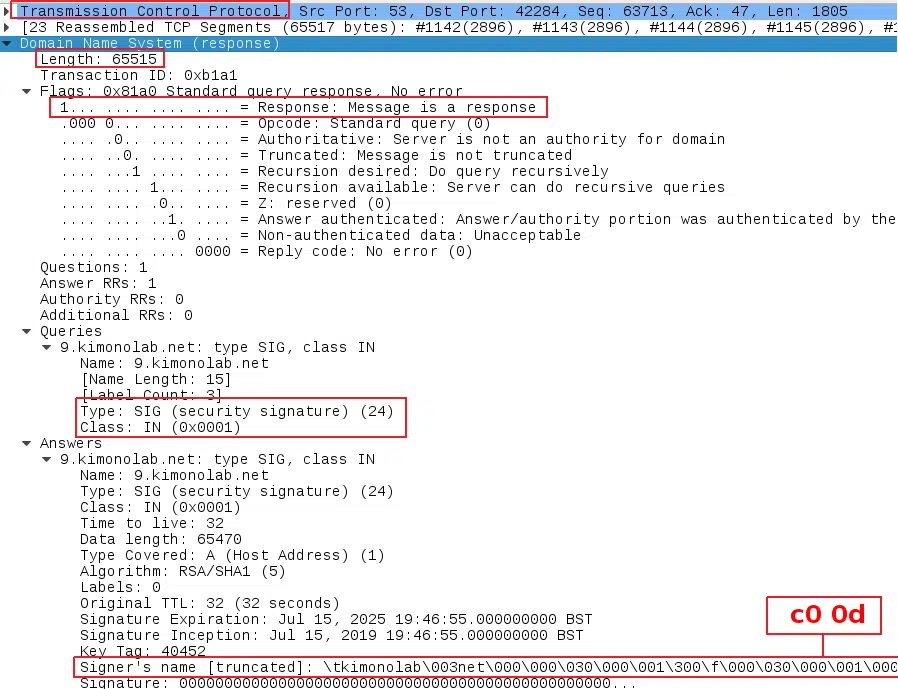 Transmission Control Protocol, Src Port: 53, Dst Port: 42284, Seq: 63713, Ack: 47, Len: 1805
[23 Reassembled TCP Segments (65517 bytes): #1142(2896), #1143(2896), #1144(2896), #1145(2896), #1
Domain Name System (response)
Length: 65515
Transaction ID: 0xb1a1
Flags: 0x81a0 Standard query response, No error
1... .... .... .... = Response: Message is a response
.000 0... .... .... = Opcode: Standard query (0)
.... .0.. .... .... = Authoritative: Server is not an authority for domain
.... ..0. .... .... = Truncated: Message is not truncated
.... ...1 .... .... = Recursion desired: Do query recursively
.... .... 1... .... = Recursion available: Server can do recursive queries
.... .... .0.. .... = Z: reserved (0)
.... .... ..1. .... = Answer authenticated: Answer/authority portion was authenticated by the
.... .... ...0 .... = Non-authenticated data: Unacceptable
.... .... .... 0000 = Reply code: No error (0)
Questions: 1
Answer RRs: 1
Authority RRs: 0
Additional RRs: 0
Queries
9.kimonolab.net: type SIG, class IN
Name: 9.kimonolab.net
[Name Length: 15]
[Label Count: 3]
Type: SIG (security signature) (24)
Class: IN (0x0001)
Answers
9.kimonolab.net: type SIG, class IN
Name: 9.kimonolab.net
Type: SIG (security signature) (24)
Class: IN (0x0001)
Time to live: 32
Data length: 65470
Type Covered: A (Host Address) (1)
Algorithm: RSA/SHA1 (5)
Labels: 0
Original TTL: 32 (32 seconds)
Signature Expiration: Jul 15, 2025 19:46:55.000000000 BST
Signature Inception: Jul 15, 2019 19:46:55.000000000 BST
Key Tag: 40452
c0 0d
Signer's name [truncated]: \tkimonolab\003net\000\000\030\000\001\300\f\000\030\000\001\000
Signature: 0000000000000000000000000000000000000000000000...